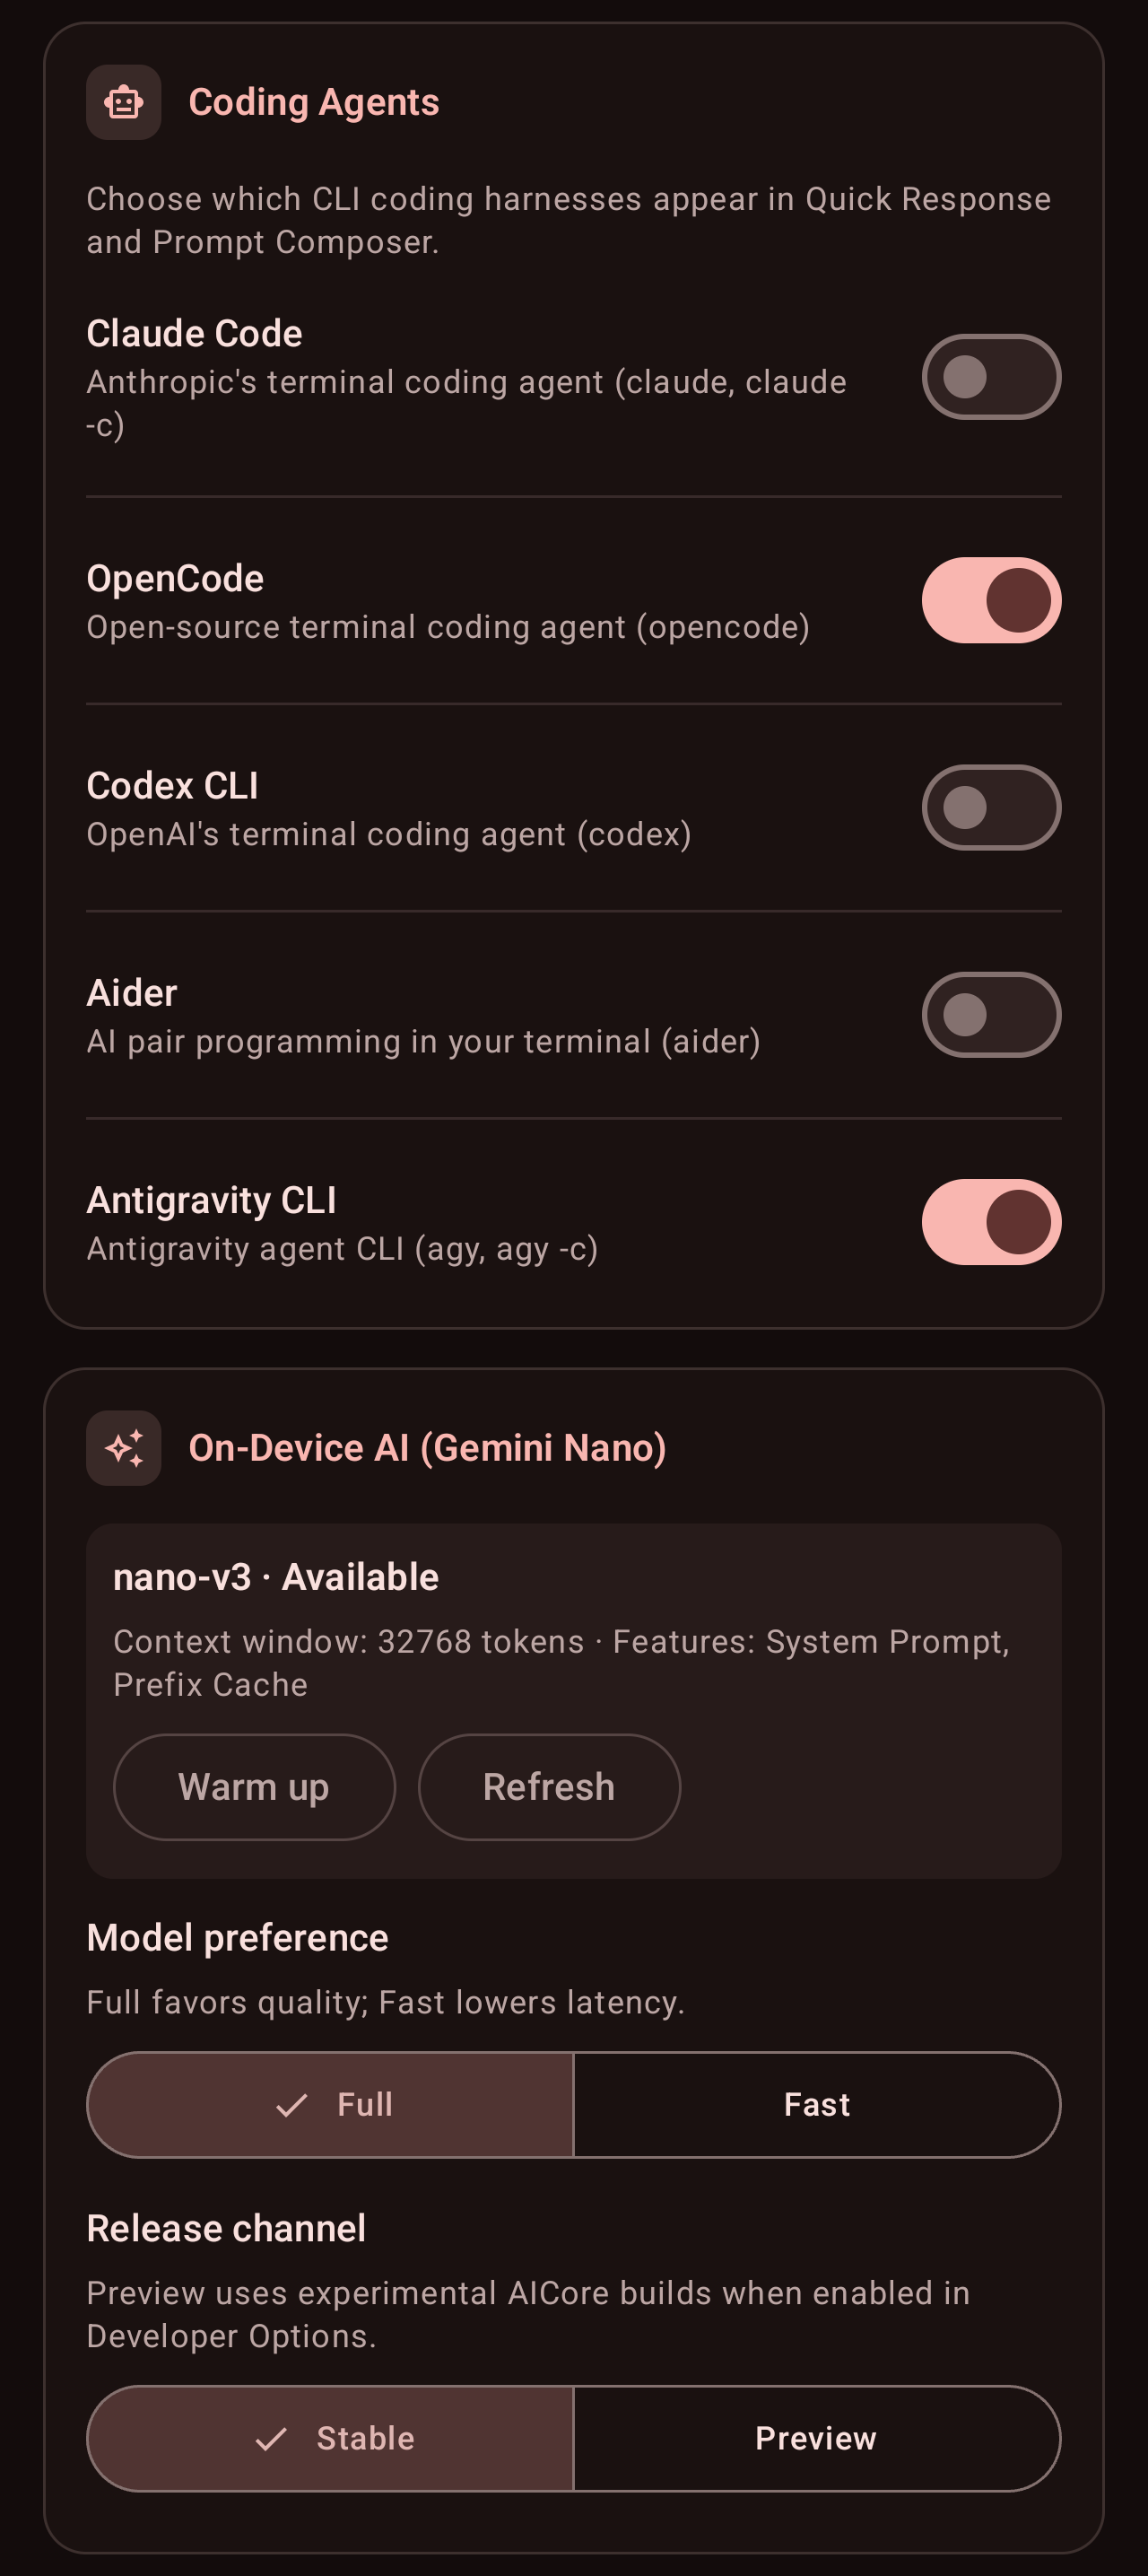 Coding Agents
Choose which CLI coding harnesses appear in Quick Response
and Prompt Composer.
Claude Code
Anthropic's terminal coding agent (claude, claude
-c)
OpenCode
Open-source terminal coding agent (opencode)
Codex CLI
OpenAI's terminal coding agent (codex)
Aider
AI pair programming in your terminal (aider)
Antigravity CLI
Antigravity agent CLI (agy, agy -c)
On-Device AI (Gemini Nano)
nano-v3 · Available
Context window: 32768 tokens · Features: System Prompt,
Prefix Cache
Warm up
Refresh
Model preference
Full favors quality; Fast lowers latency.
Full
Fast
Release channel
Preview uses experimental AICore builds when enabled in
Developer Options.
Stable
Preview